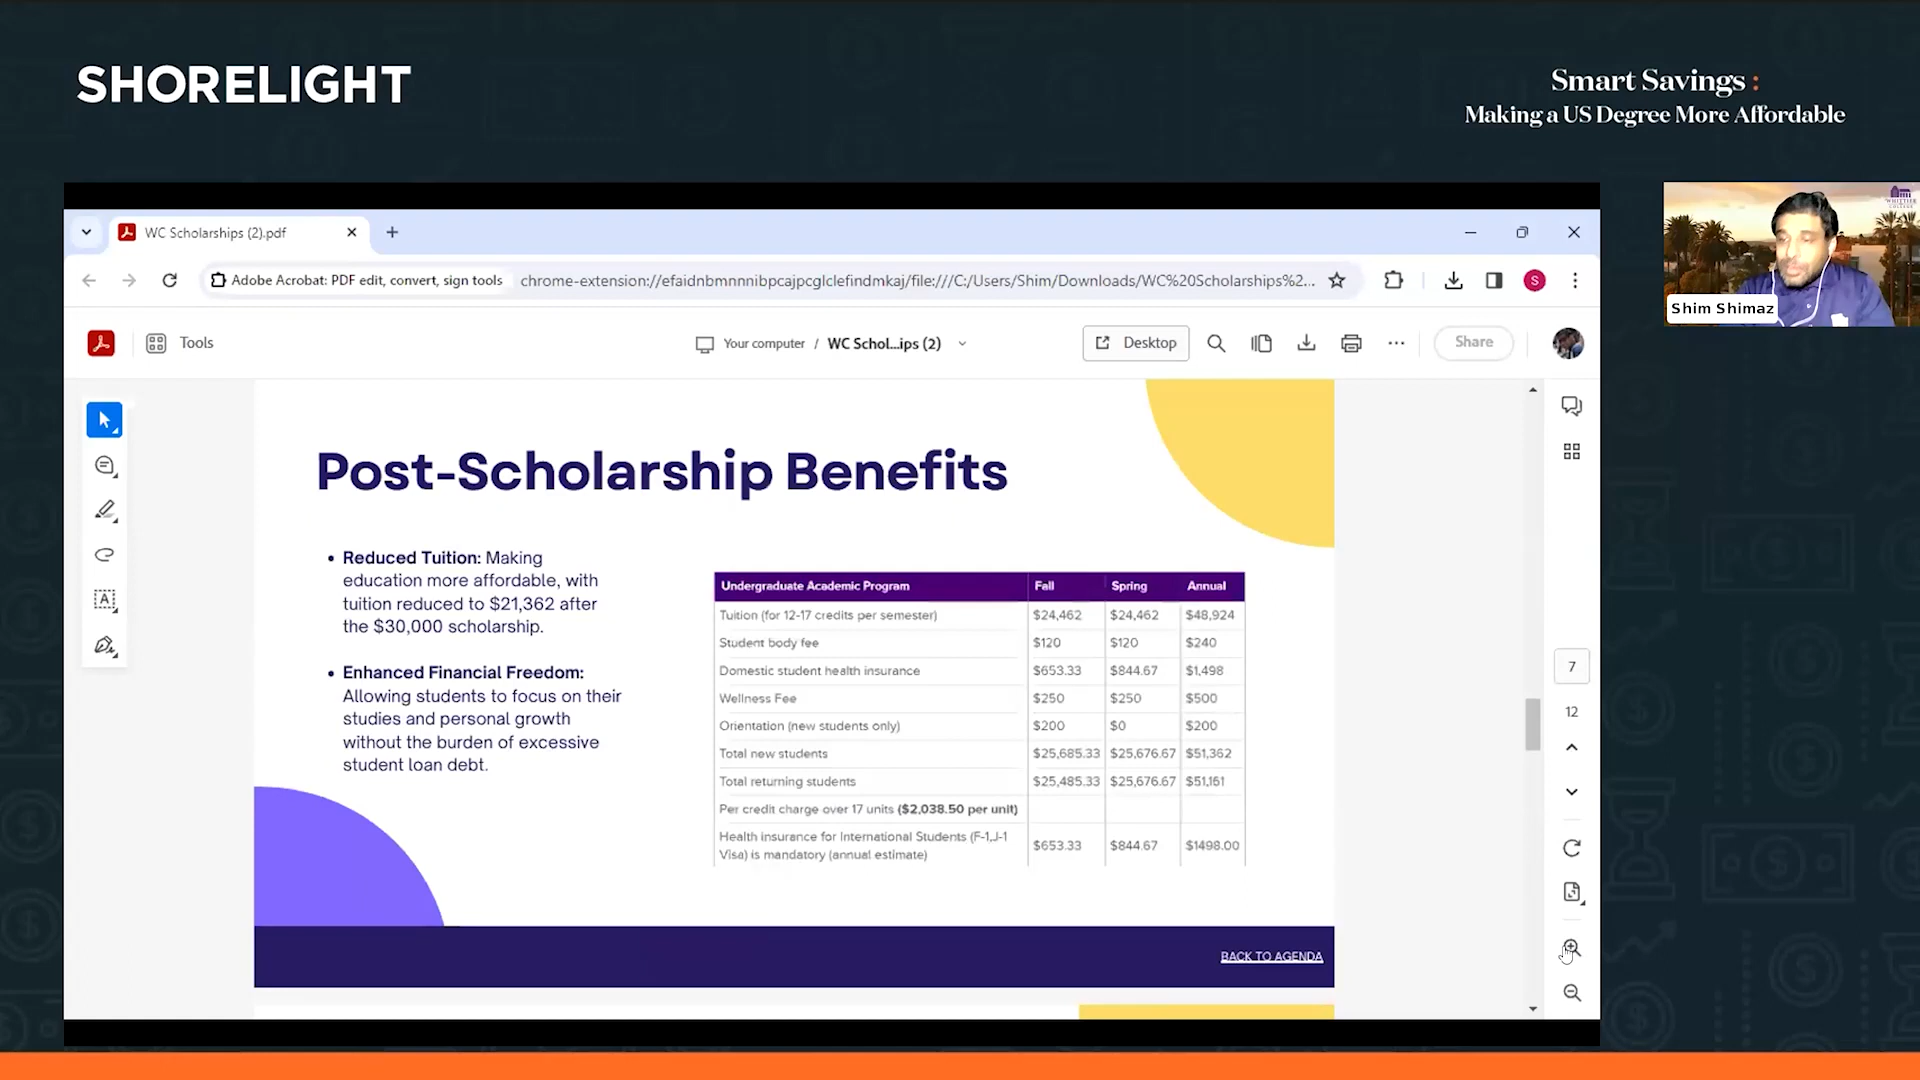 SHORELIGHT
Smart Savings :
Making a US Degree More Affordable
WC Scholarships (2).pdf
Adobe Acrobat: PDF edit, convert, sign tools
chrome-extension://efaidnbmnnnibpcajpcglclefindmkaj/file:///C:/Users/Shim/Downloads/WC%20Scholarships%2...
S
Tools
Your computer / WC Schol...ips (2)
Desktop
Share
Post-Scholarship Benefits
• Reduced Tuition: Making
education more affordable, with
tuition reduced to $21,362 after
the $30,000 scholarship.
• Enhanced Financial Freedom:
Allowing students to focus on their
studies and personal growth
without the burden of excessive
student loan debt.
Undergraduate Academic Program Fall Spring Annual
Tuition (for 12-17 credits per semester) $24,462 $24,462 $48,924
Student body fee $120 $120 $240
Domestic student health insurance $653.33 $844.67 $1,498
Wellness Fee $250 $250 $500
Orientation (new students only) $200 $0 $200
Total new students $25,685.33 $25,676.67 $51,362
Total returning students $25,485.33 $25,676.67 $51,161
Per credit charge over 17 units ($2,038.50 per unit)
Health insurance for International Students (F-1,J-1
Visa) is mandatory (annual estimate) $653.33 $844.67 $1498.00
BACK TO AGENDA
7
12
WHITTIER
COLLEGE
Shim Shimaz